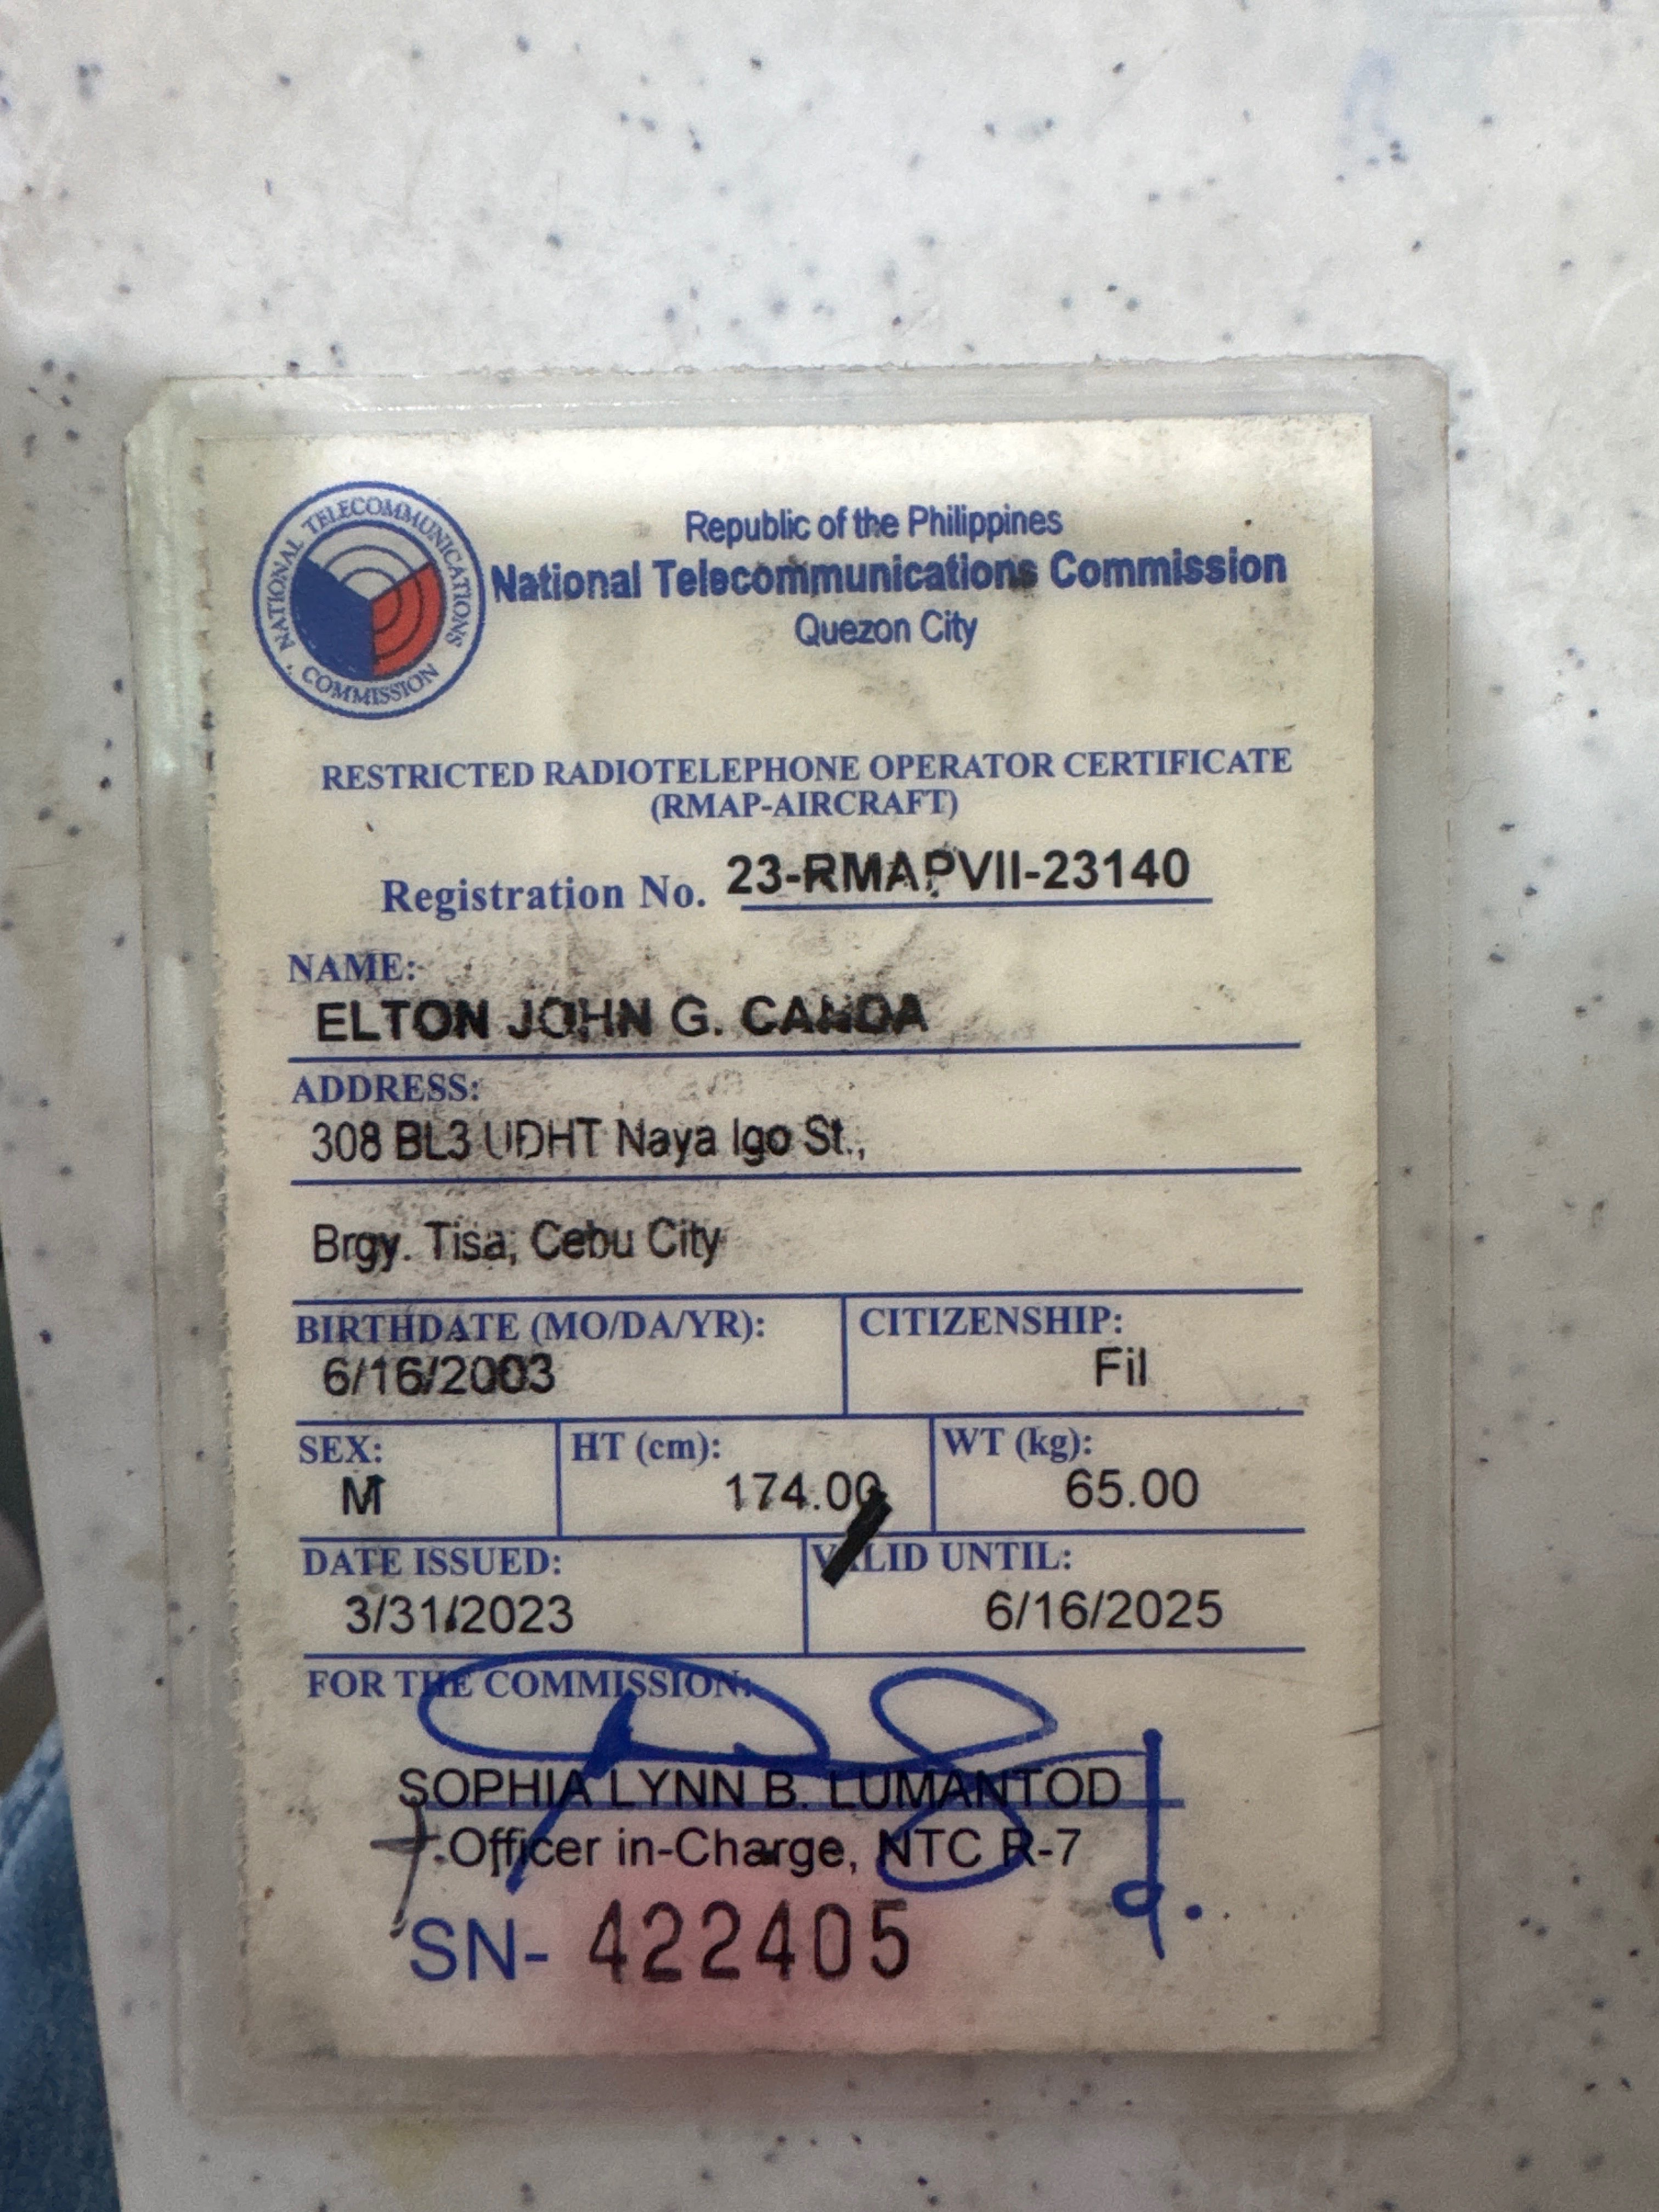 NATIONAL TELECOMMUNICATIONS COMMISSION
Republic of the Philippines
National Telecommunications Commission
Quezon City
RESTRICTED RADIOTELEPHONE OPERATOR CERTIFICATE
(RMAP-AIRCRAFT)
Registration No. 23-RMAPVII-23140
NAME:
ELTON JOHN G.
ADDRESS:
308 BL3 UDHT Naya Igo St.,
Brgy. Tisa, Cebu City
BIRTHDATE (MO/DA/YR): CITIZENSHIP:
6/16/2003 Fil
SEX: HT (cm): WT (kg):
M 174.00 65.00
DATE ISSUED: VALID UNTIL:
3/31/2023 6/16/2025
FOR THE COMMISSION:
SOPHIA LYNN B. LUMANTOD
Officer in-Charge, NTC R-7
SN- 422405